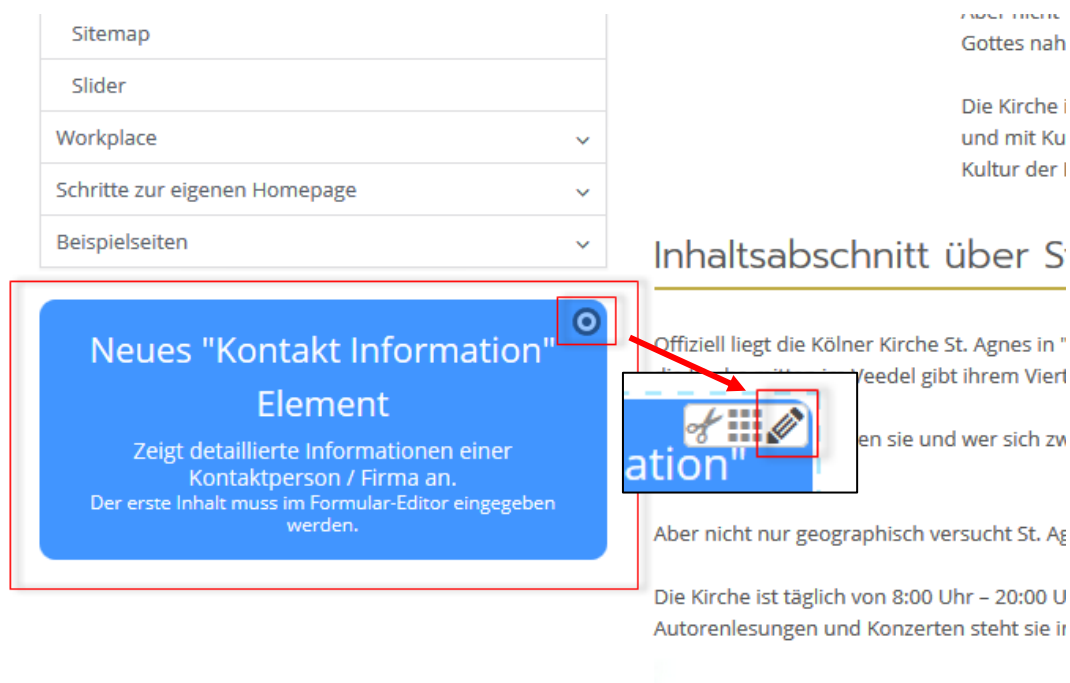 Sitemap
Slider
Workplace
Schritte zur eigenen Homepage
Beispielseiten
Neues "Kontakt Information"
Element
Zeigt detaillierte Informationen einer
Kontaktperson / Firma an.
Der erste Inhalt muss im Formular-Editor eingegeben
werden.
Aber nicht
Gottes nah
Die Kirche
und mit Ku
Kultur der
Inhaltsabschnitt über S
Offiziell liegt die Kölner Kirche St. Agnes in "
Veedel gibt ihrem Viert
ation"
en sie und wer sich zw
Aber nicht nur geographisch versucht St. Ag
Die Kirche ist täglich von 8:00 Uhr – 20:00 U
Autorenlesungen und Konzerten steht sie i